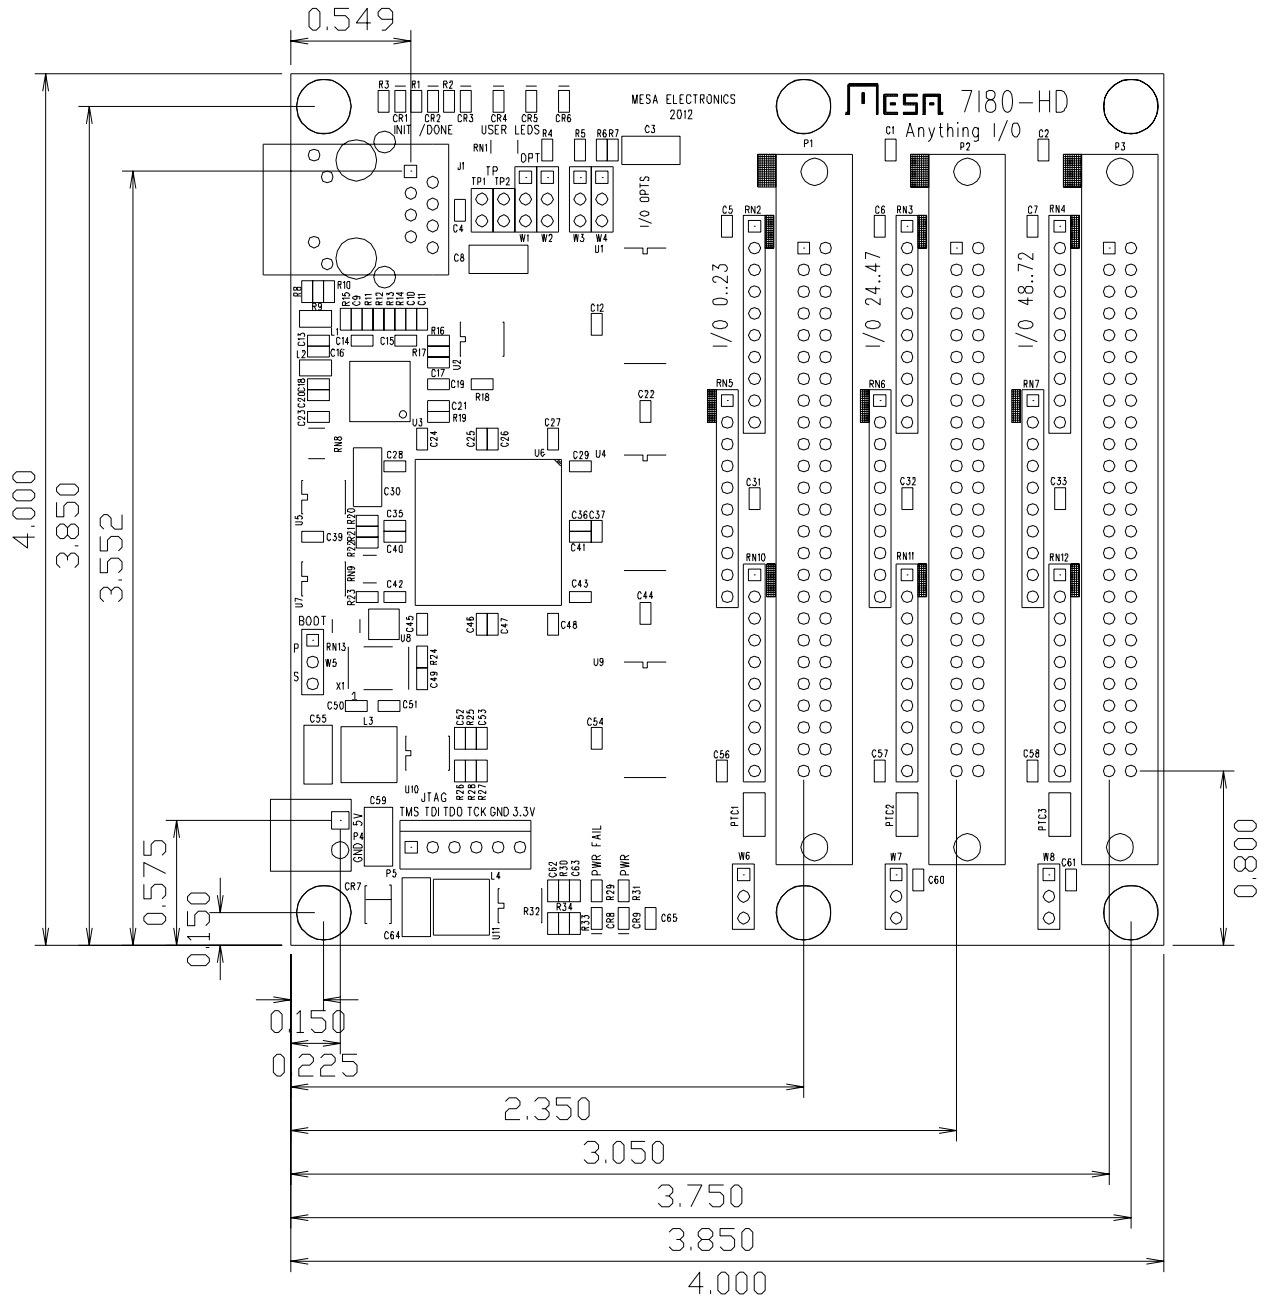 0.549
R3 R1 R2
CR1 CR2 CR3 CR4 CR5 CR6
INIT /DONE USER LEDS
MESA ELECTRONICS
2012
MESA 7I80-HD
Anything I/O
RN1 R4 R5 R6 R7 C3 C1 C2
P1 P2 P3
OPT
J1 TP
TP1 TP2
I/O OPTS
C4 W1 W2 W3 W4
U1
C8
C5 RN2 C6 RN3 C7 RN4
I/O 0..23
I/O 24..47
I/O 48..72
R8 R10
R9
R15 C9 R11 R12 R13 R14 C10 C11
C12
L1
C13 C14 C15 R16
C16 R17
L2 U2
C17
C18 C19
C20 R18
C21
R19
C23
U3 C24 C25 C26 C27 C22
RN5 RN6 RN7
RN8
U6 U4
C28 C29
C30
C31 C32 C33
U5
R20 C35 C36 C37
R21
R22
C39 C40 C41
RN9
U7
R23 C42 C43
C44
RN10 RN11 RN12
C45 C46 C47 C48
BOOT
P
S
RN13 U8
W5
R24
C49
X1
1
U9
C50 C51
C55 L3
C52 R25 C53
C54
U10
R26 R28 R27
C56 C57 C58
JTAG
TMS TDI TDO TCK GND 3.3V
C59
5V
GND
P4
P5
PTC1 PTC2 PTC3
PWR FAIL
PWR
CR7
L4
C62 R30 C63
R29 R31
W6 W7 W8
C60 C61
R32 R34
R33 CR8 CR9 C65
C64 U11
4.000
3.850
3.552
0.575
0.150
0.800
0.150
0.225
2.350
3.050
3.750
3.850
4.000